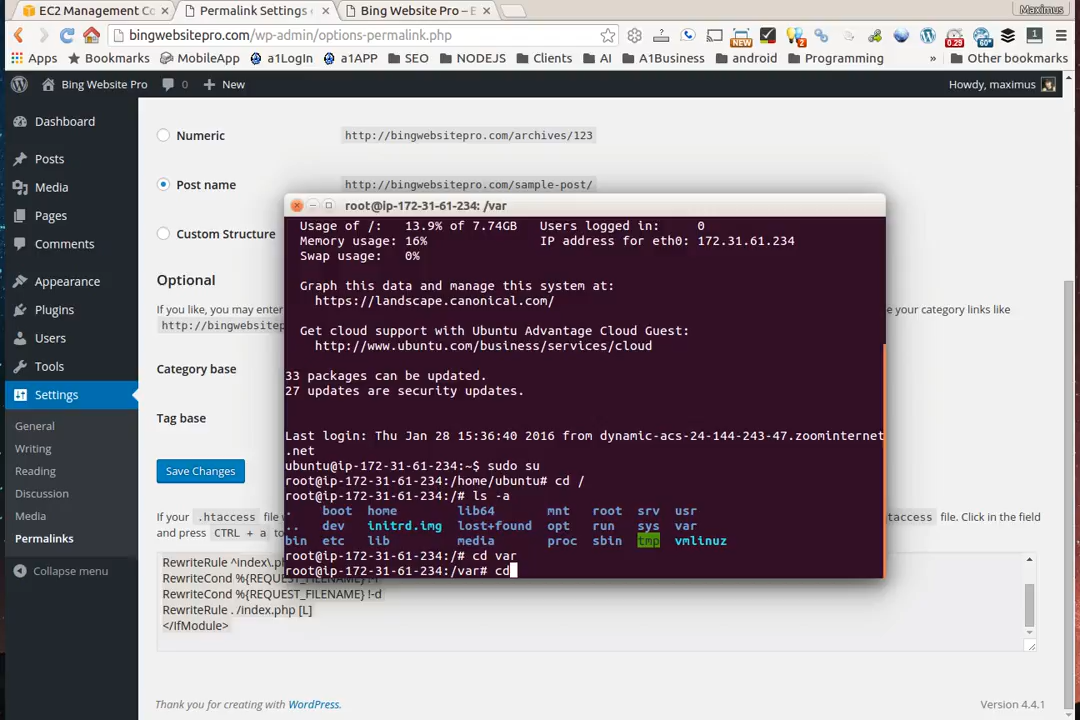 EC2 Management Co
Permalink Settings
Bing Website Pro – E
Maximus
bingwebsitepro.com/wp-admin/options-permalink.php
NEW
2
0.29
60
1
Apps
Bookmarks
MobileApp
a1LogIn
a1APP
SEO
NODEJS
Clients
AI
A1Business
android
Programming
»
Other bookmarks
Bing Website Pro
0
New
Howdy, maximus
Dashboard
Posts
Media
Pages
Comments
Appearance
Plugins
Users
Tools
Settings
General
Writing
Reading
Discussion
Media
Permalinks
Collapse menu
Numeric
http://bingwebsitepro.com/archives/123
Post name
http://bingwebsitepro.com/sample-post/
Custom Structure
Optional
If you like, you may enter
e your category links like
http://bingwebsitep
Category base
Tag base
Save Changes
If your .htaccess file
taccess file. Click in the field
and press CTRL + a to
RewriteRule ^index\.ph
RewriteCond %{REQUEST_FILENAME} !-f
RewriteCond %{REQUEST_FILENAME} !-d
RewriteRule . /index.php [L]
</IfModule>
Thank you for creating with WordPress.
Version 4.4.1
root@ip-172-31-61-234: /var
Usage of /: 13.9% of 7.74GB Users logged in: 0
Memory usage: 16% IP address for eth0: 172.31.61.234
Swap usage: 0%
Graph this data and manage this system at:
https://landscape.canonical.com/
Get cloud support with Ubuntu Advantage Cloud Guest:
http://www.ubuntu.com/business/services/cloud
33 packages can be updated.
27 updates are security updates.
Last login: Thu Jan 28 15:36:40 2016 from dynamic-acs-24-144-243-47.zoominternet
.net
ubuntu@ip-172-31-61-234:~$ sudo su
root@ip-172-31-61-234:/home/ubuntu# cd /
root@ip-172-31-61-234:/# ls -a
. boot home lib64 mnt root srv usr
.. dev initrd.img lost+found opt run sys var
bin etc lib media proc sbin tmp vmlinuz
root@ip-172-31-61-234:/# cd var
root@ip-172-31-61-234:/var# cd